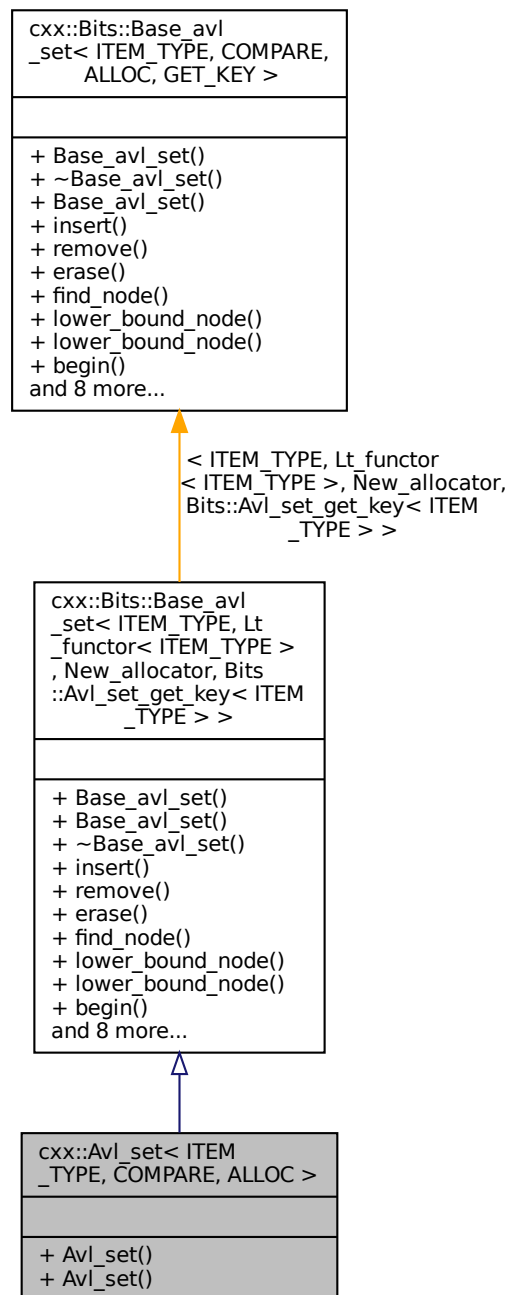 cxx::Bits::Base_avl
_set< ITEM_TYPE, COMPARE,
ALLOC, GET_KEY >
+ Base_avl_set()
+ ~Base_avl_set()
+ Base_avl_set()
+ insert()
+ remove()
+ erase()
+ find_node()
+ lower_bound_node()
+ lower_bound_node()
+ begin()
and 8 more...
< ITEM_TYPE, Lt_functor
< ITEM_TYPE >, New_allocator,
Bits::Avl_set_get_key< ITEM
_TYPE > >
cxx::Bits::Base_avl
_set< ITEM_TYPE, Lt
_functor< ITEM_TYPE >
, New_allocator, Bits
::Avl_set_get_key< ITEM
_TYPE > >
+ Base_avl_set()
+ Base_avl_set()
+ ~Base_avl_set()
+ insert()
+ remove()
+ erase()
+ find_node()
+ lower_bound_node()
+ lower_bound_node()
+ begin()
and 8 more...
cxx::Avl_set< ITEM
_TYPE, COMPARE, ALLOC >
+ Avl_set()
+ Avl_set()